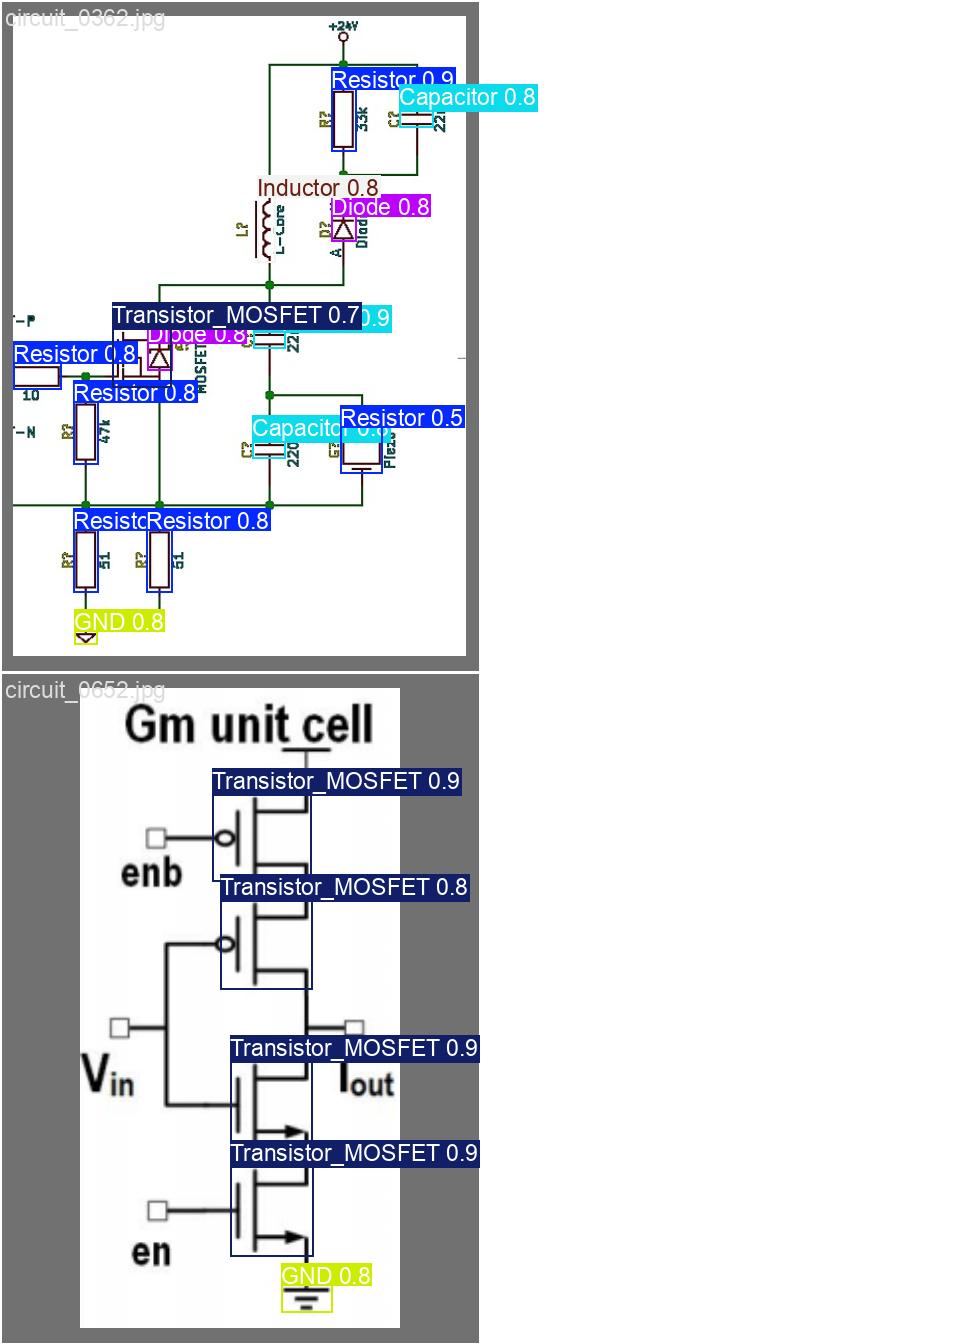 circuit_0362.jpg
+24V
Resistor 0.9
Capacitor 0.8
R?
33k
C?
22
Inductor 0.8
Diode 0.8
L?
L-Core
D?
A
-P
Transistor_MOSFET 0.7
0.9
Diode 0.8
22
MOSFET
Resistor 0.8
10
Resistor 0.8
R?
47k
-N
Capacitor 0.8
Resistor 0.5
C?
220
G?
Piezo
Resistor 0.8
R?
51
R?
51
GND 0.8
circuit_0652.jpg
Gm unit cell
Transistor_MOSFET 0.9
enb
Transistor_MOSFET 0.8
Transistor_MOSFET 0.9
Vin
Iout
Transistor_MOSFET 0.9
en
GND 0.8